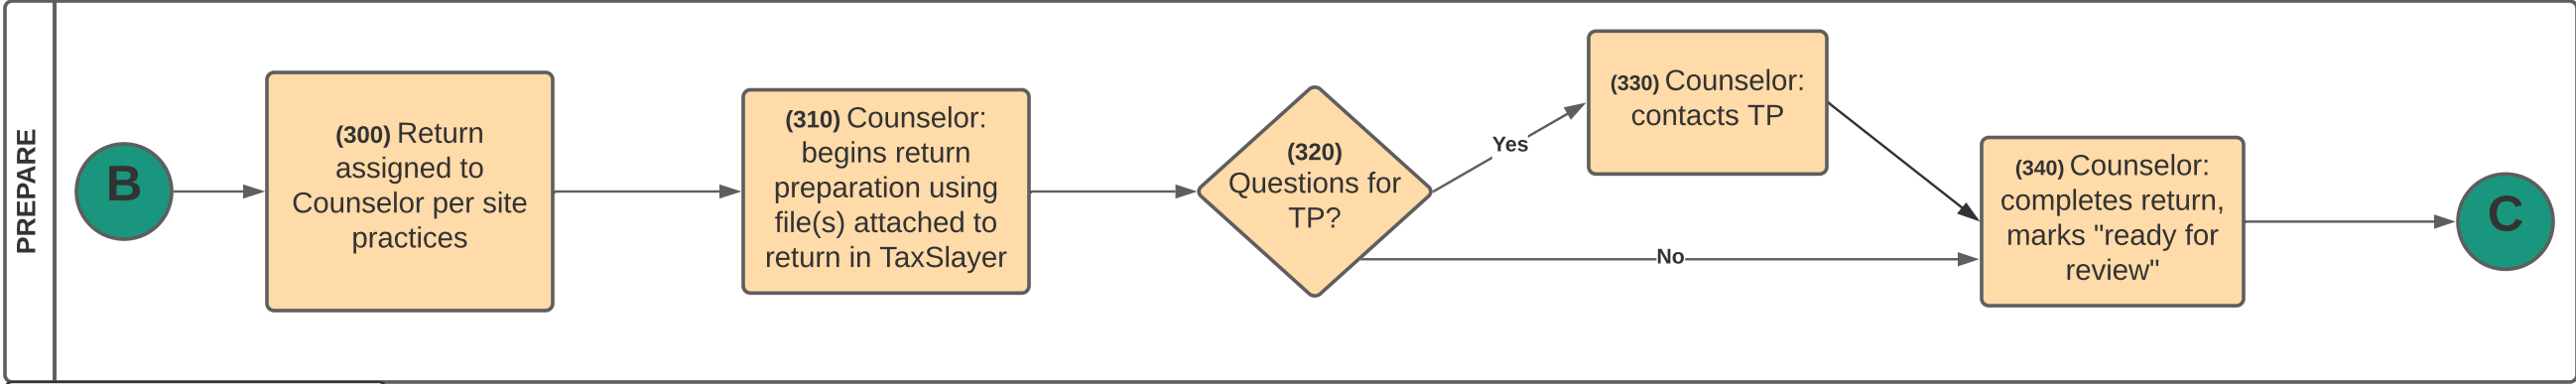 PREPARE
B
(300) Return
assigned to
Counselor per site
practices
(310) Counselor:
begins return
preparation using
file(s) attached to
return in TaxSlayer
(320)
Questions for
TP?
Yes
No
(330) Counselor:
contacts TP
(340) Counselor:
completes return,
marks "ready for
review"
C